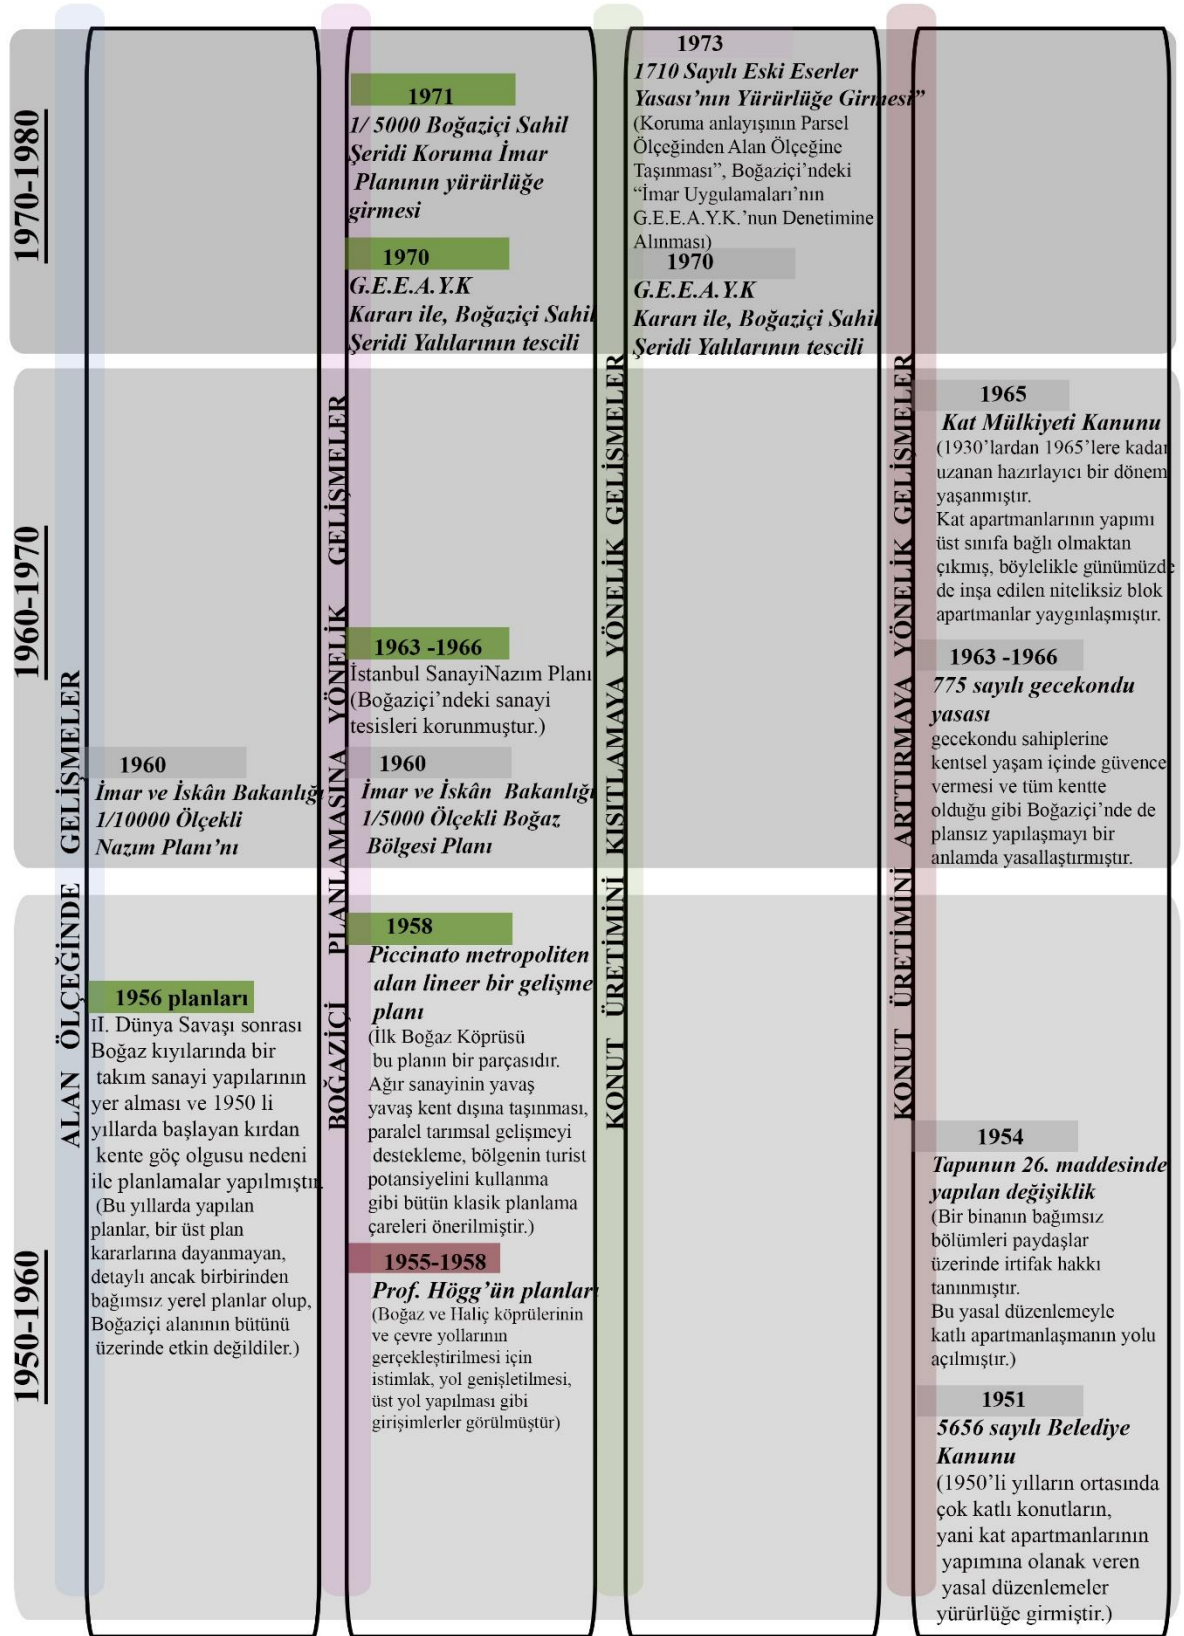 1970-1980
1960-1970
1950-1960
ALAN ÖLÇEĞİNDE GELİŞMELER
1960
İmar ve İskân Bakanlığı
1/10000 Ölçekli
Nazım Planı’nı
1956 planları
II. Dünya Savaşı sonrası
Boğaz kıyılarında bir
takım sanayi yapılarının
yer alması ve 1950 li
yıllarda başlayan kırdan
kente göç olgusu nedeni
ile planlamalar yapılmıştır.
(Bu yıllarda yapılan
planlar, bir üst plan
kararlarına dayanmayan,
detaylı ancak birbirinden
bağımsız yerel planlar olup,
Boğaziçi alanının bütünü
üzerinde etkin değildiler.)
BOĞAZİÇİ PLANLAMASINA YÖNELİK GELİŞMELER
1971
1/ 5000 Boğaziçi Sahil
Şeridi Koruma İmar
Planının yürürlüğe
girmesi
1970
G.E.E.A.Y.K
Kararı ile, Boğaziçi Sahil
Şeridi Yalılarının tescili
1963 -1966
İstanbul SanayiNazım Planı
(Boğaziçi’ndeki sanayi
tesisleri korunmuştur.)
1960
İmar ve İskân Bakanlığı
1/5000 Ölçekli Boğaz
Bölgesi Planı
1958
Piccinato metropoliten
alan lineer bir gelişme
planı
(İlk Boğaz Köprüsü
bu planın bir parçasıdır.
Ağır sanayinin yavaş
yavaş kent dışına taşınması,
paralel tarımsal gelişmeyi
destekleme, bölgenin turist
potansiyelini kullanma
gibi bütün klasik planlama
çareleri önerilmiştir.)
1955-1958
Prof. Högg’ün planları
(Boğaz ve Haliç köprülerinin
ve çevre yollarının
gerçekleştirilmesi için
istimlak, yol genişletilmesi,
üst yol yapılması gibi
girişimlerler görülmüştür)
KONUT ÜRETİMİNİ KISITLAMAYA YÖNELİK GELİŞMELER
1973
1710 Sayılı Eski Eserler
Yasası’nın Yürürlüğe Girmesi”
(Koruma anlayışının Parsel
Ölçeğinden Alan Ölçeğine
Taşınması”, Boğaziçi’ndeki
“İmar Uygulamaları’nın
G.E.E.A.Y.K.’nun Denetimine
Alınması)
1970
G.E.E.A.Y.K
Kararı ile, Boğaziçi Sahil
Şeridi Yalılarının tescili
KONUT ÜRETİMİNİ ARTTIRMAYA YÖNELİK GELİŞMELER
1965
Kat Mülkiyeti Kanunu
(1930’lardan 1965’lere kadar
uzanan hazırlayıcı bir dönem
yaşanmıştır.
Kat apartmanlarının yapımı
üst sınıfa bağlı olmaktan
çıkmış, böylelikle günümüzde
de inşa edilen niteliksiz blok
apartmanlar yaygınlaşmıştır.
1963 -1966
775 sayılı gecekondu
yasası
gecekondu sahiplerine
kentsel yaşam içinde güvence
vermesi ve tüm kentte
olduğu gibi Boğaziçi’nde de
plansız yapılaşmayı bir
anlamda yasallaştırmıştır.
1954
Tapunun 26. maddesinde
yapılan değişiklik
(Bir binanın bağımsız
bölümleri paydaşlar
üzerinde irtifak hakkı
tanınmıştır.
Bu yasal düzenlemeyle
katlı apartmanlaşmanın yolu
açılmıştır.)
1951
5656 sayılı Belediye
Kanunu
(1950’li yılların ortasında
çok katlı konutların,
yani kat apartmanlarının
yapımına olanak veren
yasal düzenlemeler
yürürlüğe girmiştir.)